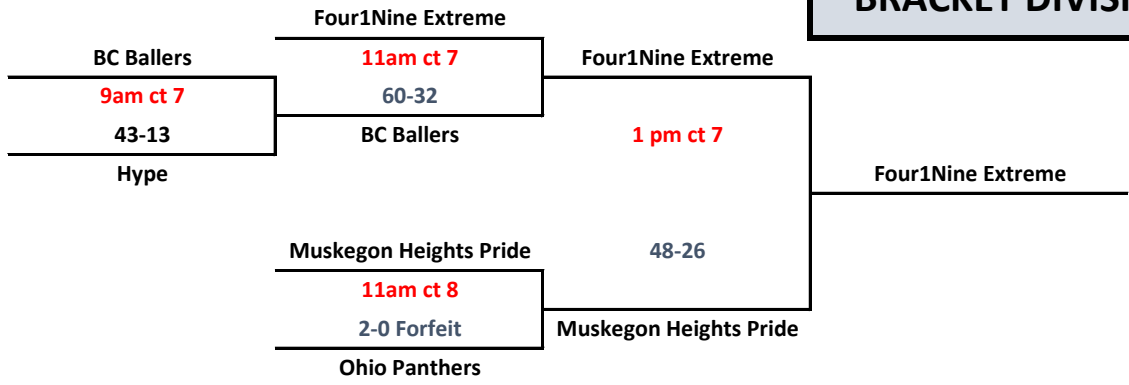 BRACKET DIVISI
Four1Nine Extreme
BC Ballers
11am ct 7
Four1Nine Extreme
9am ct 7
60-32
43-13
BC Ballers
1 pm ct 7
Hype
Four1Nine Extreme
Muskegon Heights Pride
48-26
11am ct 8
2-0 Forfeit
Muskegon Heights Pride
Ohio Panthers